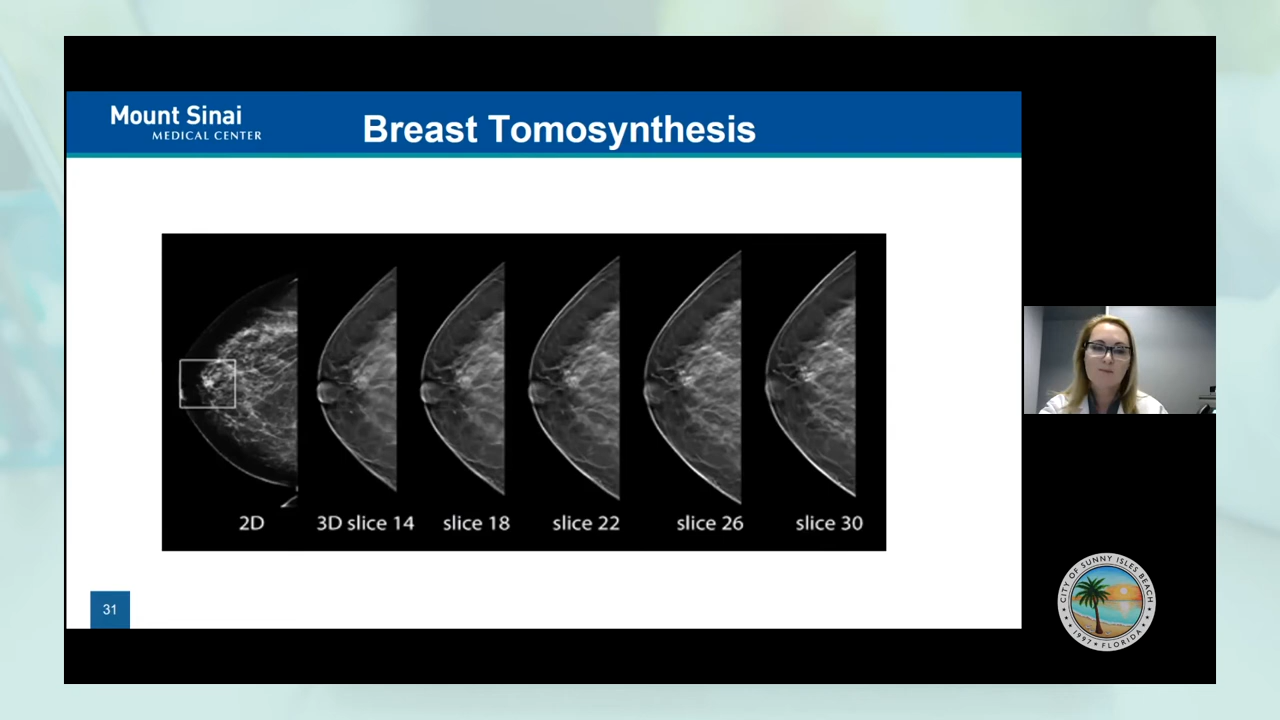 Mount Sinai
MEDICAL CENTER
Breast Tomosynthesis
2D
3D slice 14
slice 18
slice 22
slice 26
slice 30
31
CITY OF SUNNY ISLES BEACH
1997 FLORIDA